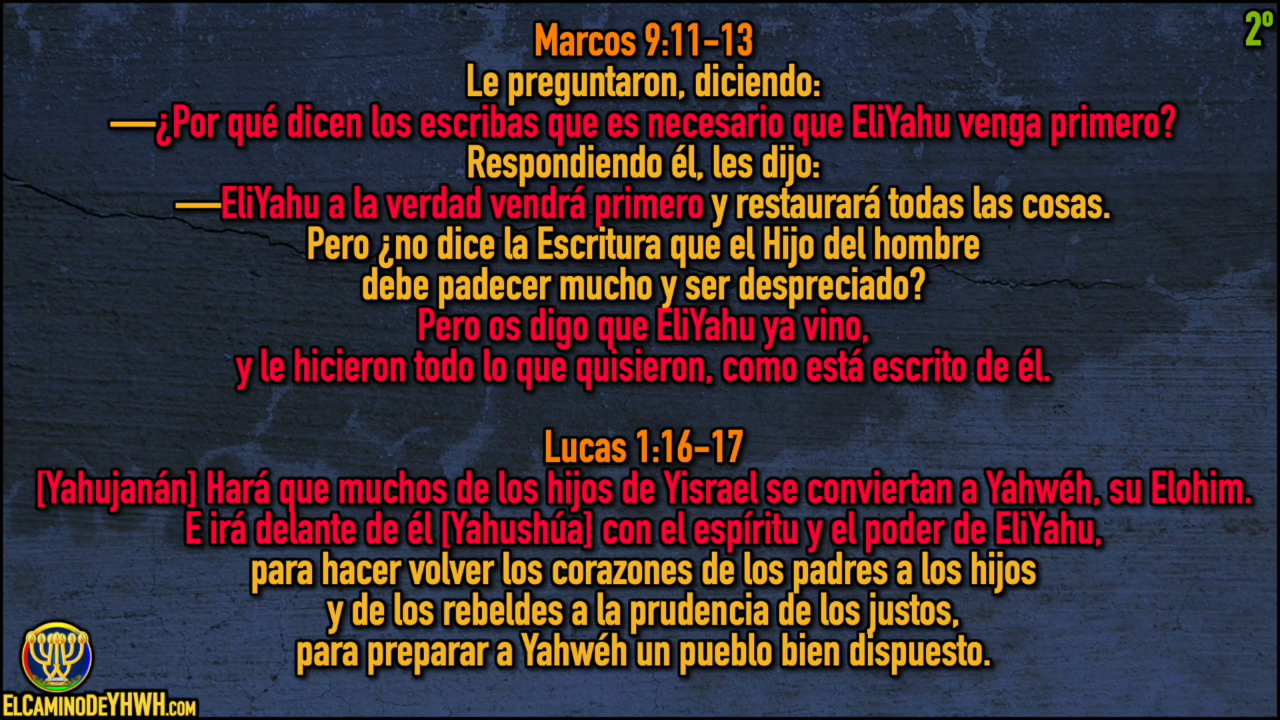 2º
Marcos 9:11-13
Le preguntaron, diciendo:
—¿Por qué dicen los escribas que es necesario que EliYahu venga primero?
Respondiendo él, les dijo:
—EliYahu a la verdad vendrá primero y restaurará todas las cosas.
Pero ¿no dice la Escritura que el Hijo del hombre
debe padecer mucho y ser despreciado?
Pero os digo que EliYahu ya vino,
y le hicieron todo lo que quisieron, como está escrito de él.
Lucas 1:16-17
[Yahujanán] Hará que muchos de los hijos de Yisrael se conviertan a Yahwéh, su Elohim.
E irá delante de él [Yahushúa] con el espíritu y el poder de EliYahu,
para hacer volver los corazones de los padres a los hijos
y de los rebeldes a la prudencia de los justos,
para preparar a Yahwéh un pueblo bien dispuesto.
ELCAMINODEYHWH.com